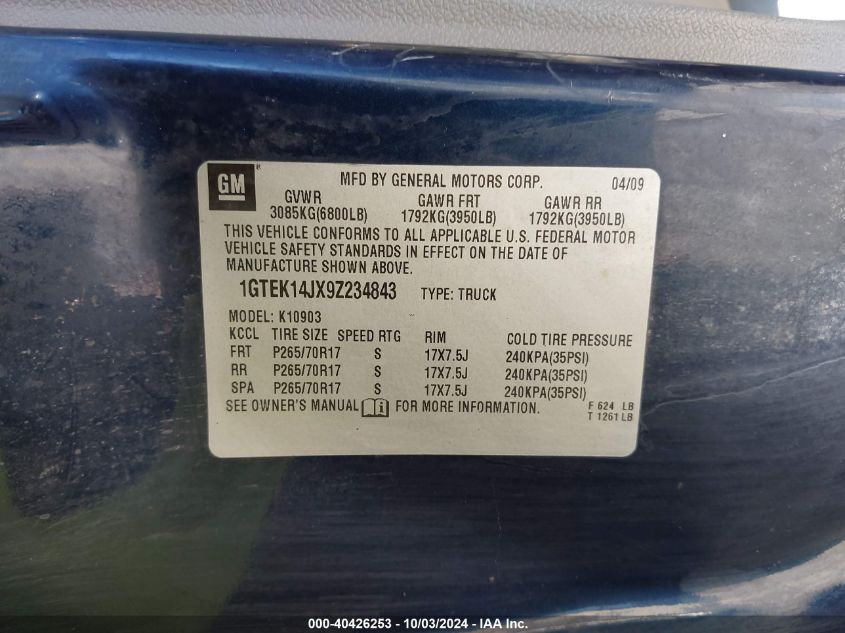 GM ®
MFD BY GENERAL MOTORS CORP. 04/09
GVWR GAWR FRT GAWR RR
3085KG(6800LB) 1792KG(3950LB) 1792KG(3950LB)
THIS VEHICLE CONFORMS TO ALL APPLICABLE U.S. FEDERAL MOTOR
VEHICLE SAFETY STANDARDS IN EFFECT ON THE DATE OF
MANUFACTURE SHOWN ABOVE.
1GTEK14JX9Z234843 TYPE: TRUCK
MODEL: K10903
KCCL TIRE SIZE SPEED RTG RIM COLD TIRE PRESSURE
FRT P265/70R17 S 17X7.5J 240KPA(35PSI)
RR P265/70R17 S 17X7.5J 240KPA(35PSI)
SPA P265/70R17 S 17X7.5J 240KPA(35PSI)
SEE OWNER'S MANUAL FOR MORE INFORMATION. F 624 LB
T 1261 LB
000-40426253 - 10/03/2024 - IAA Inc.